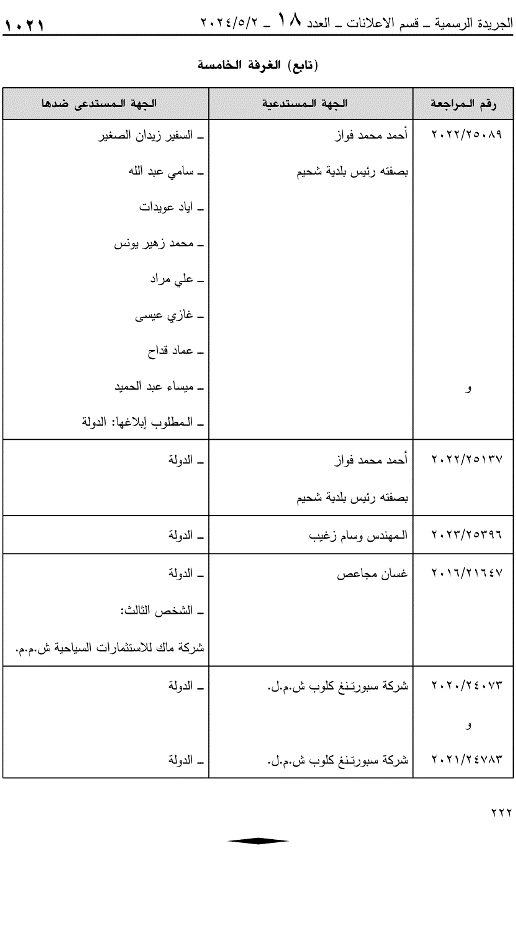 الجريدة الرسمية – قسم الاعلانات – العدد ١٨ – ٢٠٢٤/٥/٢ ١٠٢١
(تابع) الغرفة الخامسة
رقم المراجعة الجهة المستدعية الجهة المستدعى ضدها
٢٠٢٢/٢٥٠٨٩ أحمد محمد فواز – السفير زيدان الصغير
بصفته رئيس بلدية شحيم – سامي عبد الله
– اياد عويدات
– محمد زهير يونس
– علي مراد
– غازي عيسى
– عماد قداح
و – ميساء عبد الحميد
– المطلوب إبلاغها: الدولة
٢٠٢٢/٢٥١٣٧ أحمد محمد فواز – الدولة
بصفته رئيس بلدية شحيم
٢٠٢٣/٢٥٣٩٦ المهندس وسام زغيب – الدولة
٢٠١٦/٢١٦٤٧ غسان مجاعص – الدولة
– الشخص الثالث:
شركة ماك للاستثمارات السياحية ش.م.م.
٢٠٢٠/٢٤٠٧٣ شركة سبورتنغ كلوب ش.م.ل. – الدولة
و
٢٠٢١/٢٤٧٨٣ شركة سبورتنغ كلوب ش.م.ل. – الدولة
٢٢٢